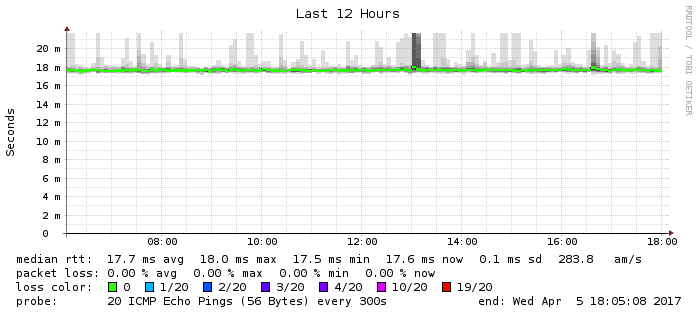 Last 12 Hours
RRDTOOL / TOBI OETIKER
Seconds
20 m
18 m
16 m
14 m
12 m
10 m
8 m
6 m
4 m
2 m
0
08:00 10:00 12:00 14:00 16:00 18:00
median rtt: 17.7 ms avg 18.0 ms max 17.5 ms min 17.6 ms now 0.1 ms sd 283.8 am/s
packet loss: 0.00 % avg 0.00 % max 0.00 % min 0.00 % now
loss color: 0 1/20 2/20 3/20 4/20 10/20 19/20
probe: 20 ICMP Echo Pings (56 Bytes) every 300s end: Wed Apr 5 18:05:08 2017